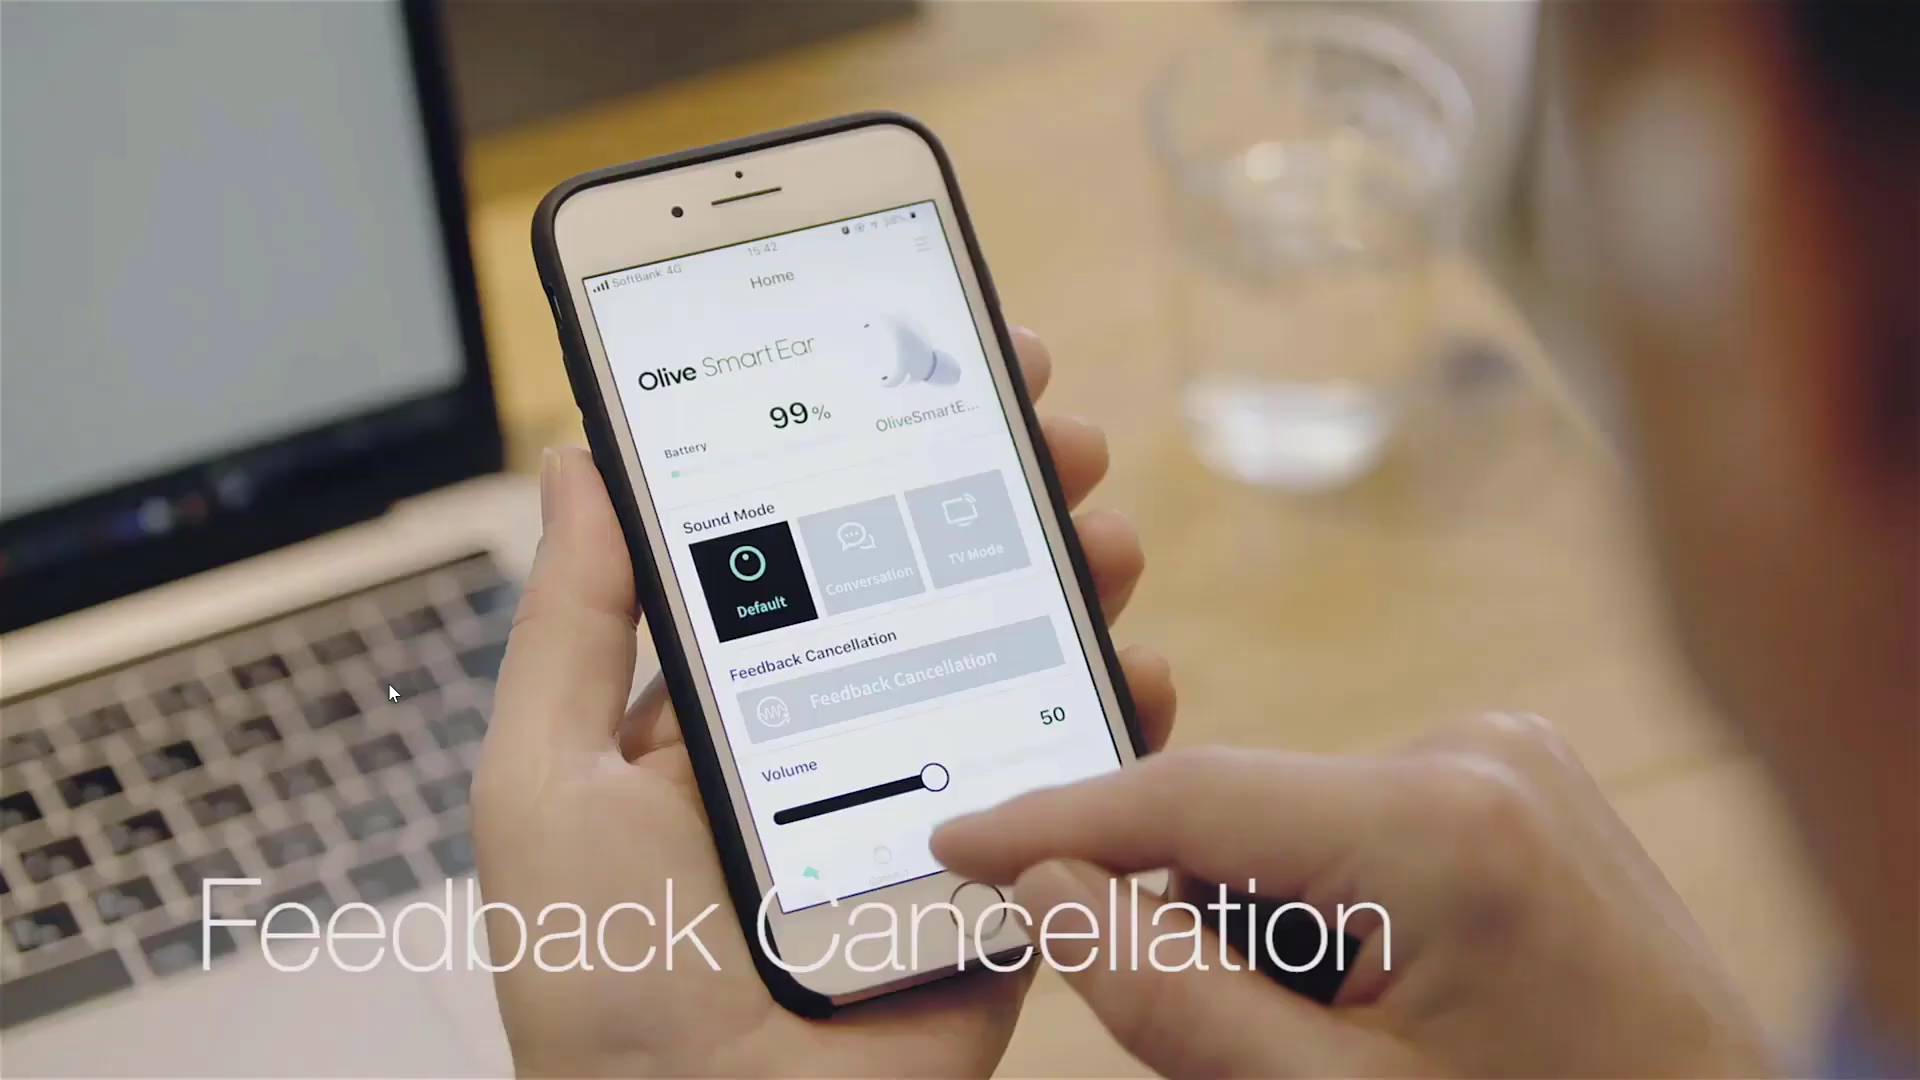 SoftBank 4G 15:42
Home
Olive Smart Ear
99%
OliveSmartE...
Battery
Sound Mode
Default
Conversation
TV Mode
Feedback Cancellation
Feedback Cancellation
50
Volume
Feedback Cancellation